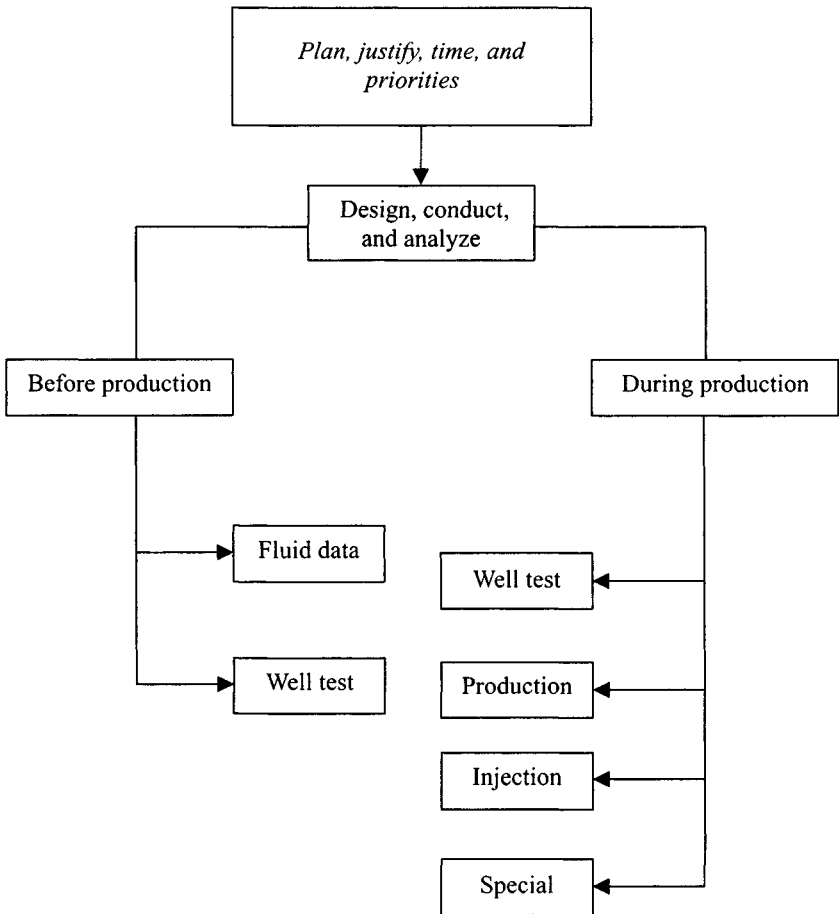 Plan, justify, time, and
priorities
Design, conduct,
and analyze
Before production
During production
Fluid data
Well test
Well test
Production
Injection
Special